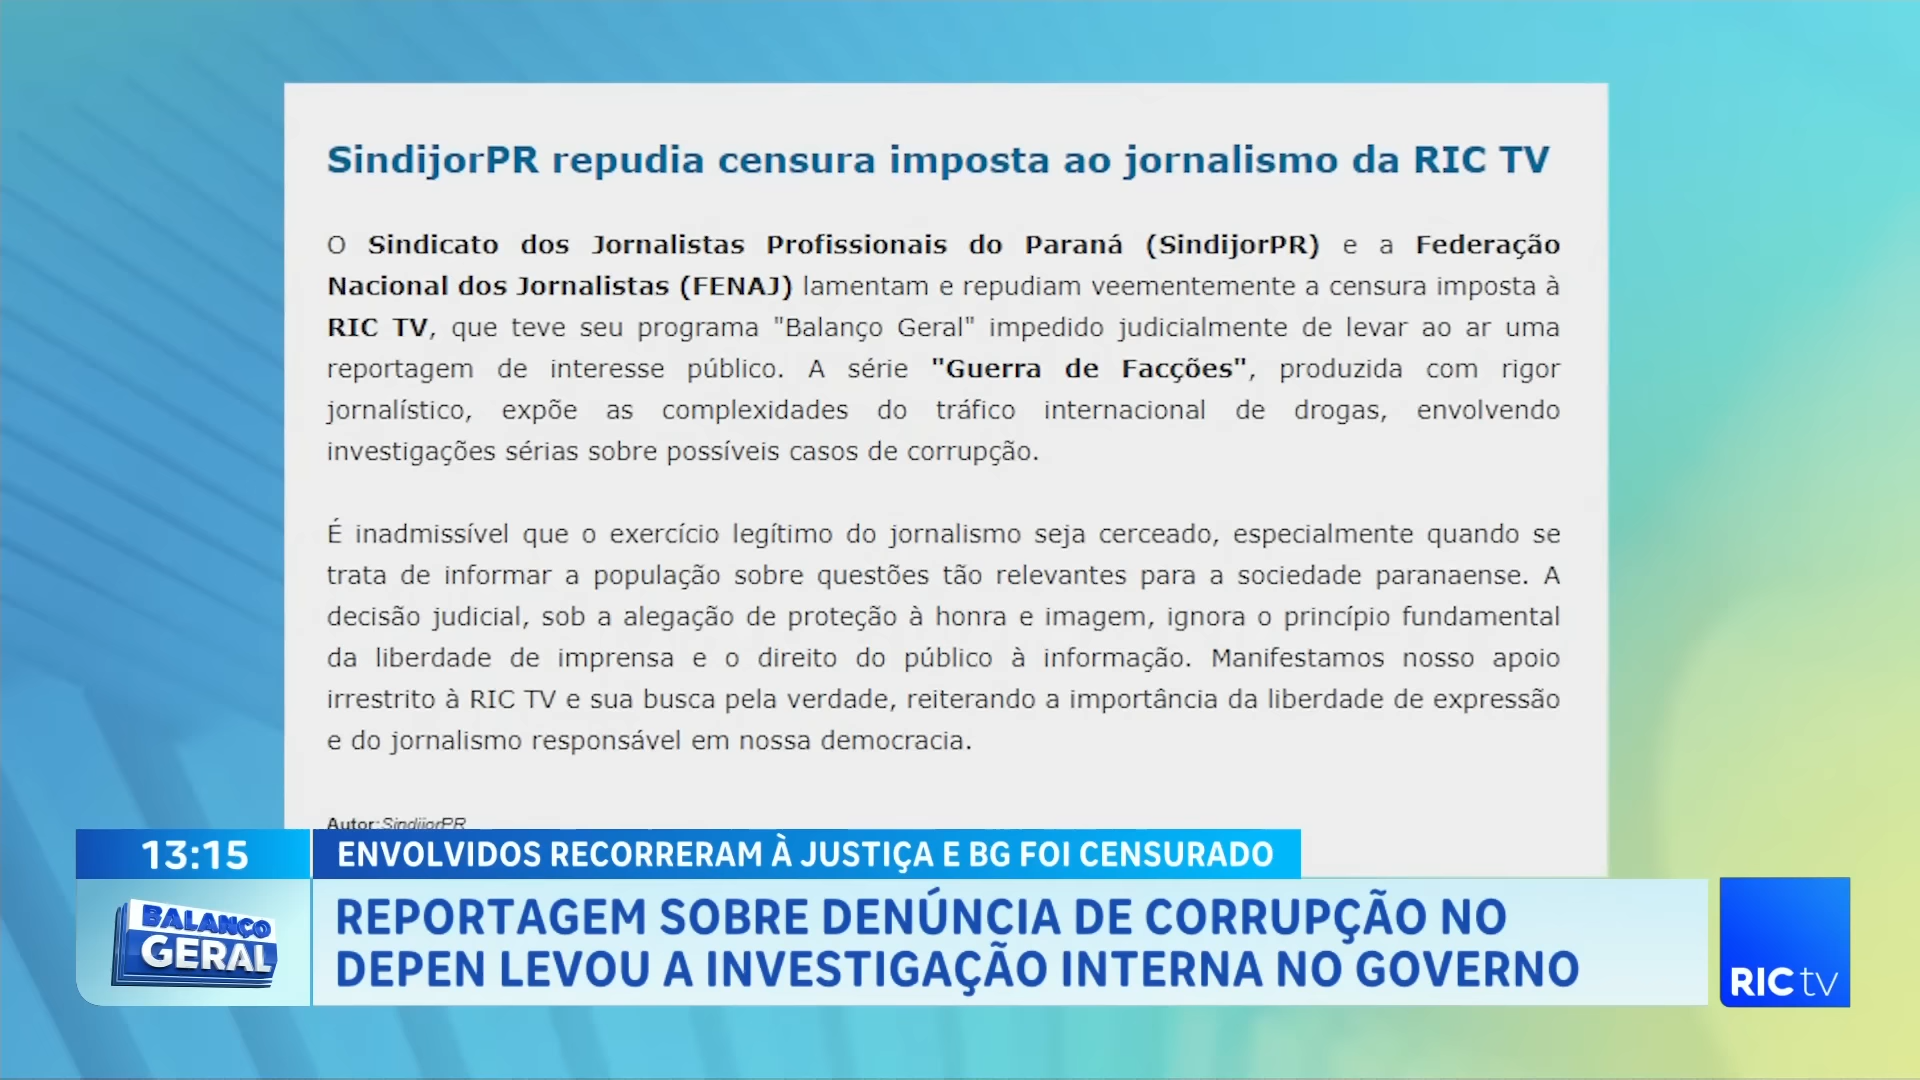 SindijorPR repudia censura imposta ao jornalismo da RIC TV
O Sindicato dos Jornalistas Profissionais do Paraná (SindijorPR) e a Federação
Nacional dos Jornalistas (FENAJ) lamentam e repudiam veementemente a censura imposta à
RIC TV, que teve seu programa "Balanço Geral" impedido judicialmente de levar ao ar uma
reportagem de interesse público. A série "Guerra de Facções", produzida com rigor
jornalístico, expõe as complexidades do tráfico internacional de drogas, envolvendo
investigações sérias sobre possíveis casos de corrupção.
É inadmissível que o exercício legítimo do jornalismo seja cerceado, especialmente quando se
trata de informar a população sobre questões tão relevantes para a sociedade paranaense. A
decisão judicial, sob a alegação de proteção à honra e imagem, ignora o princípio fundamental
da liberdade de imprensa e o direito do público à informação. Manifestamos nosso apoio
irrestrito à RIC TV e sua busca pela verdade, reiterando a importância da liberdade de expressão
e do jornalismo responsável em nossa democracia.
Autor:SindijorPR
13:15
ENVOLVIDOS RECORRERAM À JUSTIÇA E BG FOI CENSURADO
BALANÇO
GERAL
REPORTAGEM SOBRE DENÚNCIA DE CORRUPÇÃO NO
DEPEN LEVOU A INVESTIGAÇÃO INTERNA NO GOVERNO
RIC tv